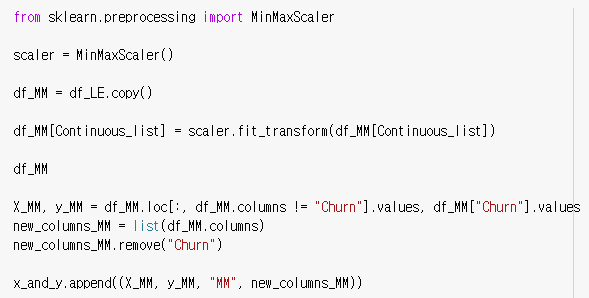 from sklearn.preprocessing import MinMaxScaler
scaler = MinMaxScaler()
df_MM = df_LE.copy()
df_MM[Continuous_list] = scaler.fit_transform(df_MM[Continuous_list])
df_MM
X_MM, y_MM = df_MM.loc[:, df_MM.columns != "Churn"].values, df_MM["Churn"].values
new_columns_MM = list(df_MM.columns)
new_columns_MM.remove("Churn")
x_and_y.append((X_MM, y_MM, "MM", new_columns_MM))